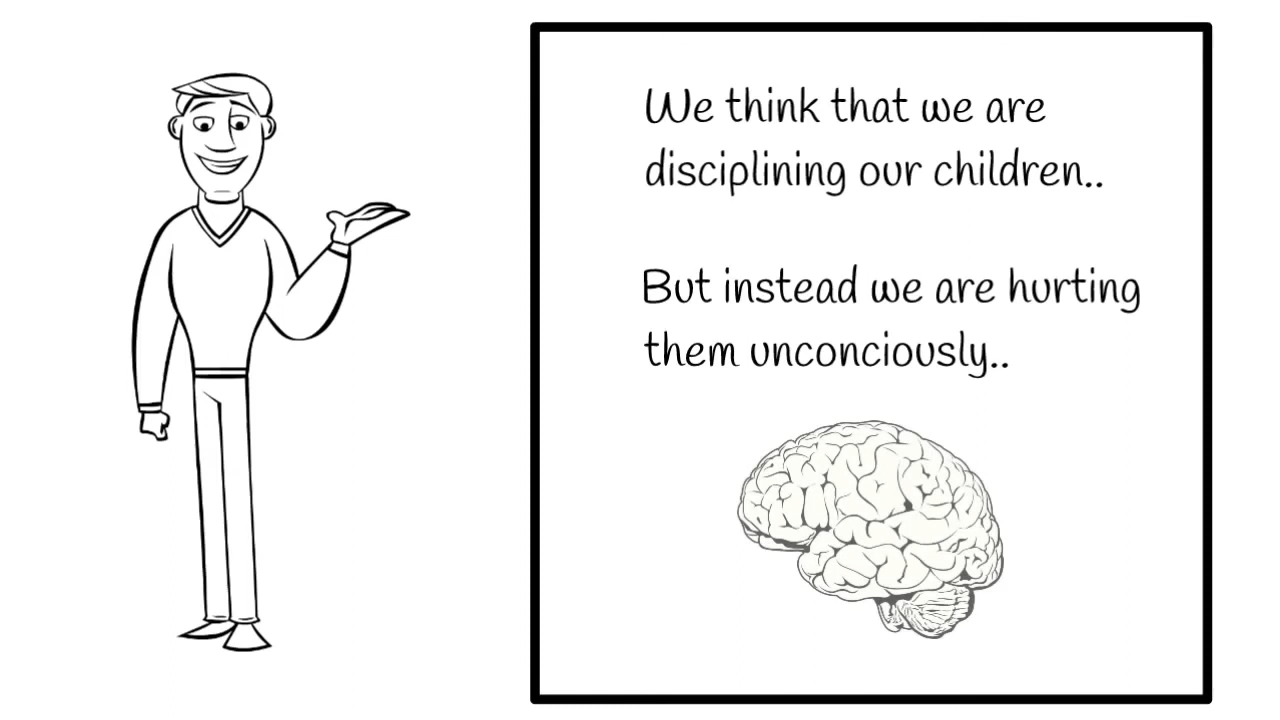 We think that we are
disciplining our children..
But instead we are hurting
them unconciously..